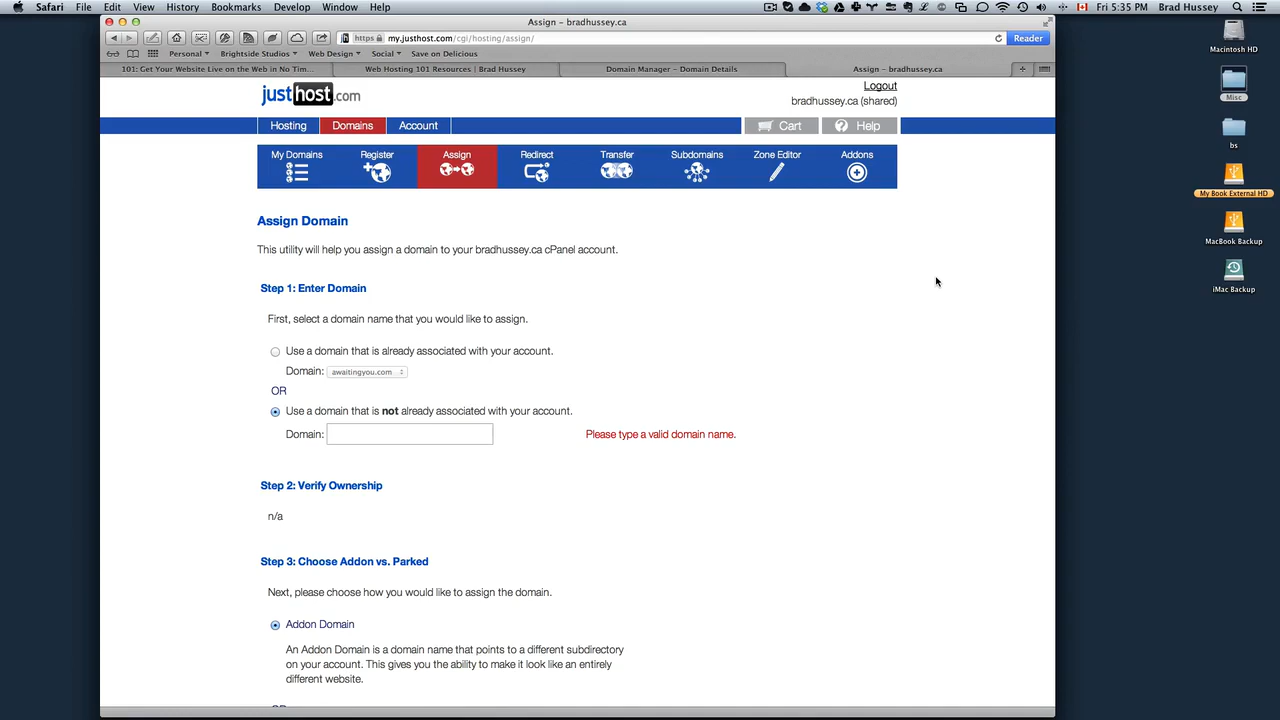 Safari File Edit View History Bookmarks Develop Window Help Fri 5:35 PM Brad Hussey
Assign – bradhussey.ca
https my.justhost.com/cgi/hosting/assign/ Reader
Personal Brightside Studios Web Design Social Save on Delicious
101: Get Your Website Live on the Web in No Tim... Web Hosting 101 Resources | Brad Hussey Domain Manager – Domain Details Assign – bradhussey.ca
justhost.com
Logout
bradhussey.ca (shared)
Hosting Domains Account Cart Help
My Domains Register Assign Redirect Transfer Subdomains Zone Editor Addons
Assign Domain
This utility will help you assign a domain to your bradhussey.ca cPanel account.
Step 1: Enter Domain
First, select a domain name that you would like to assign.
Use a domain that is already associated with your account.
Domain: awaitingyou.com
OR
Use a domain that is not already associated with your account.
Domain: Please type a valid domain name.
Step 2: Verify Ownership
n/a
Step 3: Choose Addon vs. Parked
Next, please choose how you would like to assign the domain.
Addon Domain
An Addon Domain is a domain name that points to a different subdirectory
on your account. This gives you the ability to make it look like an entirely
different website.
OR
Macintosh HD
Misc
bs
My Book External HD
MacBook Backup
iMac Backup